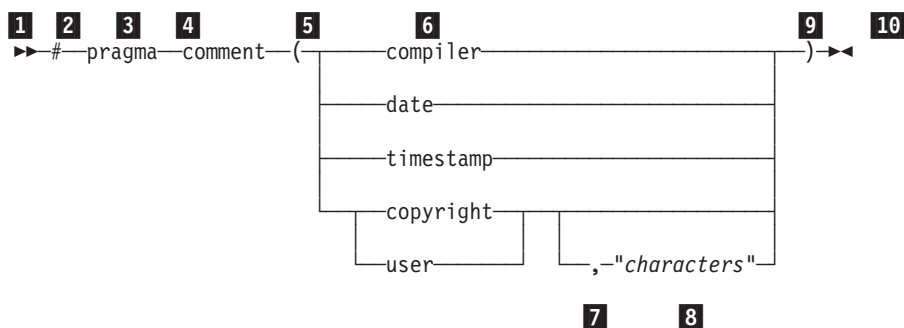 1 2 3 4 5 6 9 10
# pragma comment ( compiler )
date
timestamp
copyright
user , "characters"
7 8